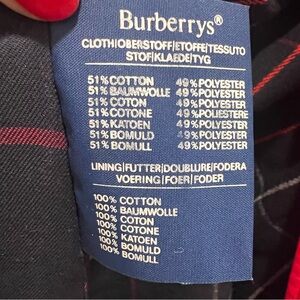 Burberrys®
CLOTH|OBERSTOFF|ETOFFE|TESSUTO
STOF|KLAEDE|TYG
51% COTTON 49% POLYESTER
51% BAUMWOLLE 49% POLYESTER
51% COTON 49% POLYESTER
51% COTONE 49% POLIESTERE
51% KATOEN 49% POLYESTER
51% BOMULD 49% POLYESTER
51% BOMULL 49% POLYESTER
LINING|FUTTER|DOUBLURE|FODERA
VOERING|FOER|FODER
100% COTTON
100% BAUMWOLLE
100% COTON
100% COTONE
100% KATOEN
100% BOMULD
100% BOMULL